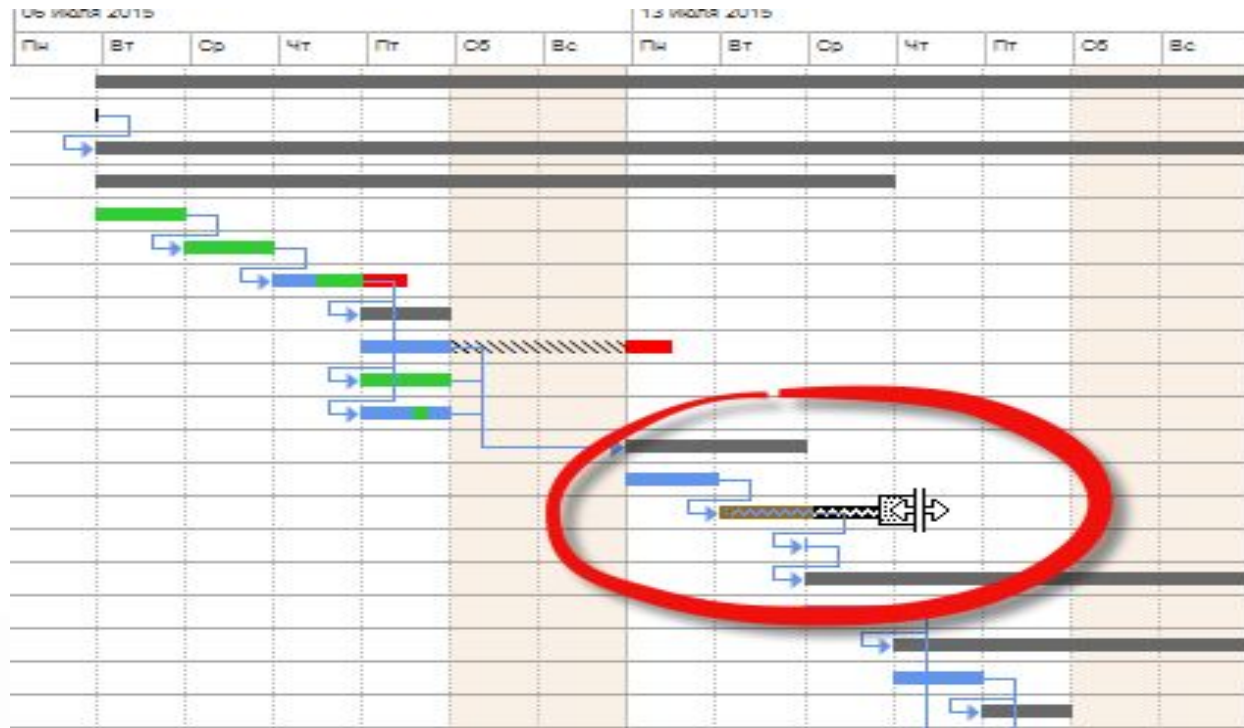 06 июля 2015 13 июля 2015
Пн Вт Ср Чт Пт Сб Вс Пн Вт Ср Чт Пт Сб Вс